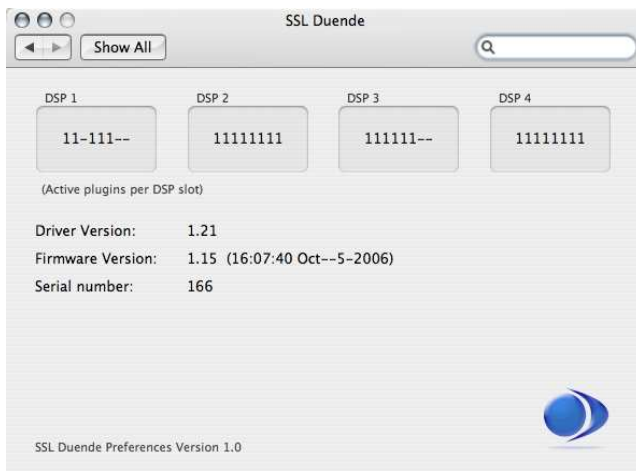 SSL Duende
Show All
DSP 1 DSP 2 DSP 3 DSP 4
11-111-- 11111111 111111-- 11111111
(Active plugins per DSP slot)
Driver Version: 1.21
Firmware Version: 1.15 (16:07:40 Oct--5-2006)
Serial number: 166
SSL Duende Preferences Version 1.0